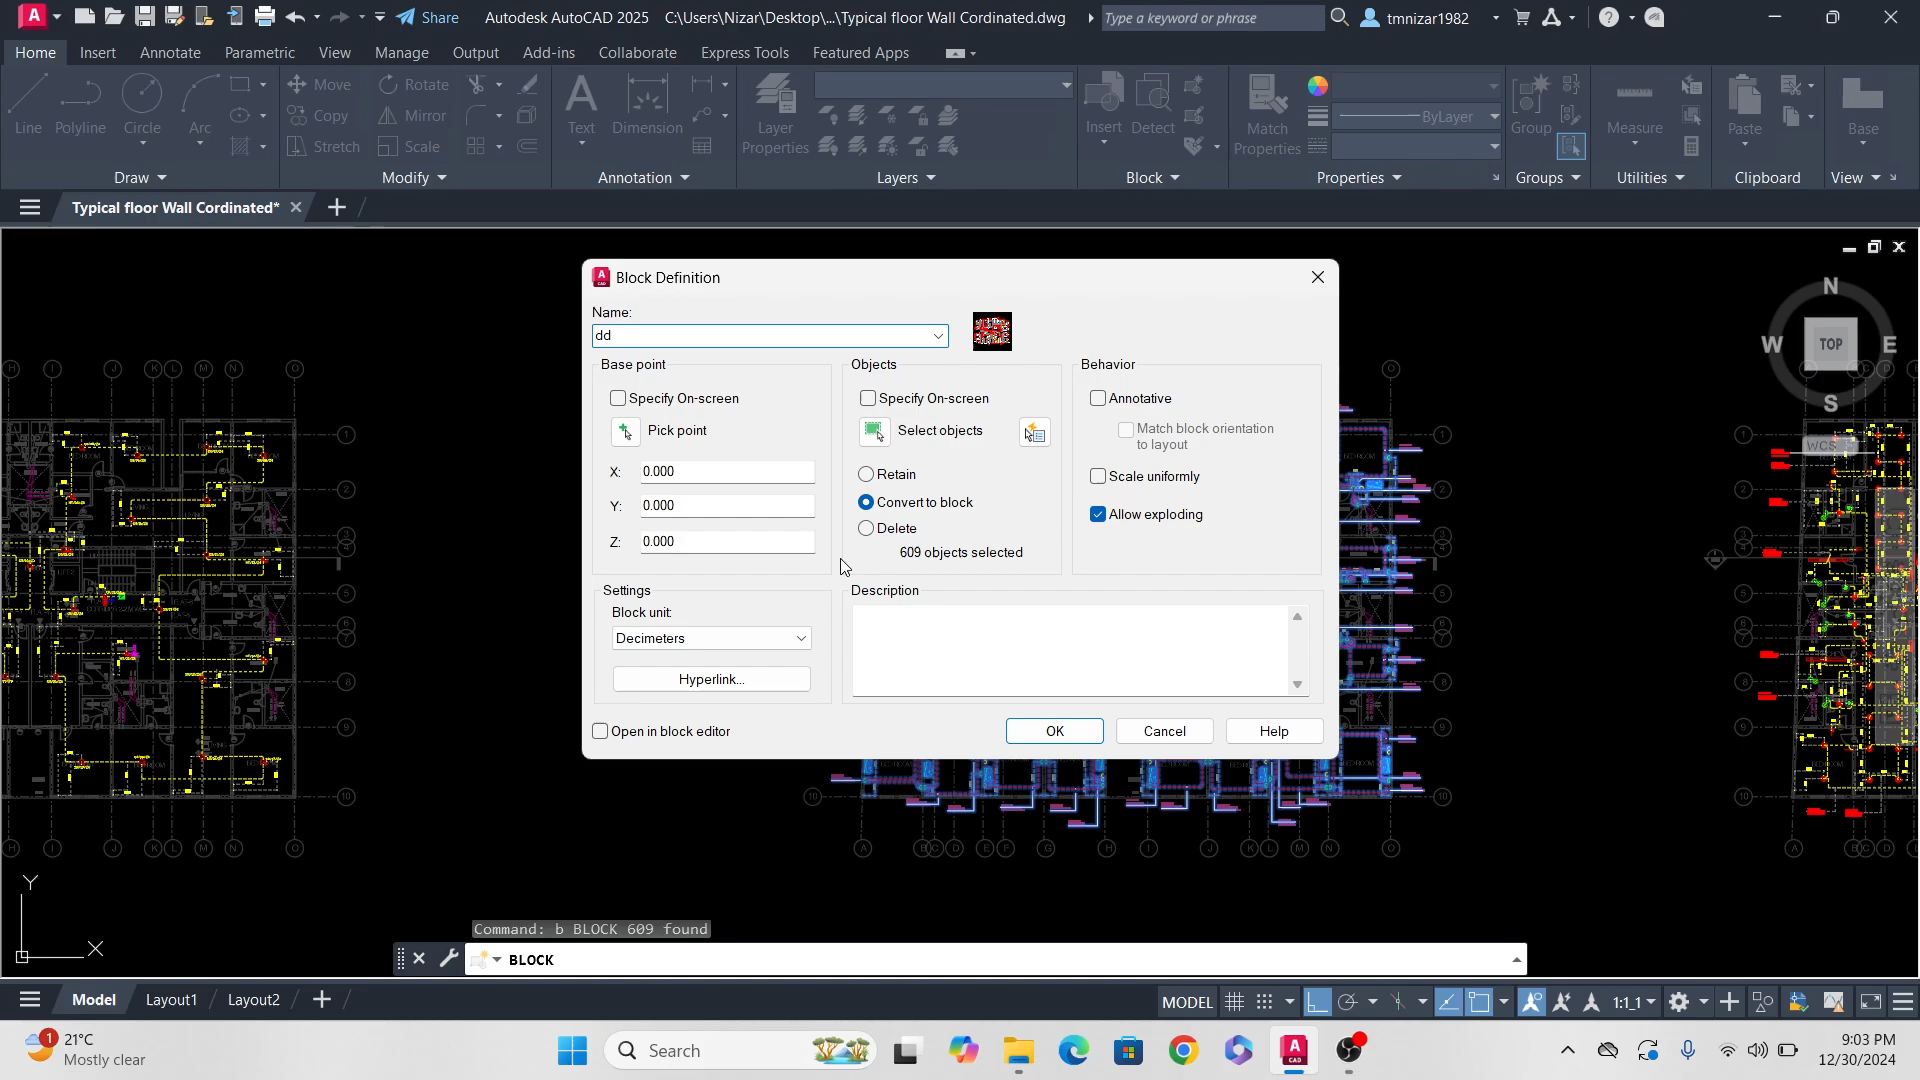 Share
Autodesk AutoCAD 2025
C:\Users\Nizar\Desktop\...\Typical floor Wall Cordinated.dwg
Type a keyword or phrase
tmnizar1982
Home
Insert
Annotate
Parametric
View
Manage
Output
Add-ins
Collaborate
Express Tools
Featured Apps
Line
Polyline
Circle
Arc
Draw
Move
Copy
Stretch
Rotate
Mirror
Scale
Modify
Text
Dimension
Annotation
Layer
Properties
Layers
Insert
Detect
Block
Match
Properties
ByLayer
Properties
Group
Groups
Measure
Utilities
Paste
Clipboard
Base
View
Typical floor Wall Cordinated*
Block Definition
Name:
dd
Base point
Specify On-screen
Pick point
X: 0.000
Y: 0.000
Z: 0.000
Objects
Specify On-screen
Select objects
Retain
Convert to block
Delete
609 objects selected
Behavior
Annotative
Match block orientation
to layout
Scale uniformly
Allow exploding
Settings
Block unit:
Decimeters
Hyperlink...
Description
Open in block editor
OK
Cancel
Help
N
W
TOP
E
S
WCS
Y
X
Command: b BLOCK 609 found
BLOCK
Model
Layout1
Layout2
MODEL
1:1_1
1
21°C
Mostly clear
Search
9:03 PM
12/30/2024